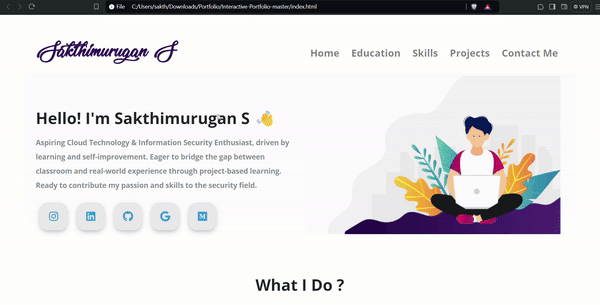 File C:/Users/sakth/Downloads/Portfolio/Interactive-Portfolio-master/index.html
VPN
Sakthimurugan S
Home Education Skills Projects Contact Me
Hello! I'm Sakthimurugan S 👋
Aspiring Cloud Technology & Information Security Enthusiast, driven by
learning and self-improvement. Eager to bridge the gap between
classroom and real-world experience through project-based learning.
Ready to contribute my passion and skills to the security field.
What I Do ?